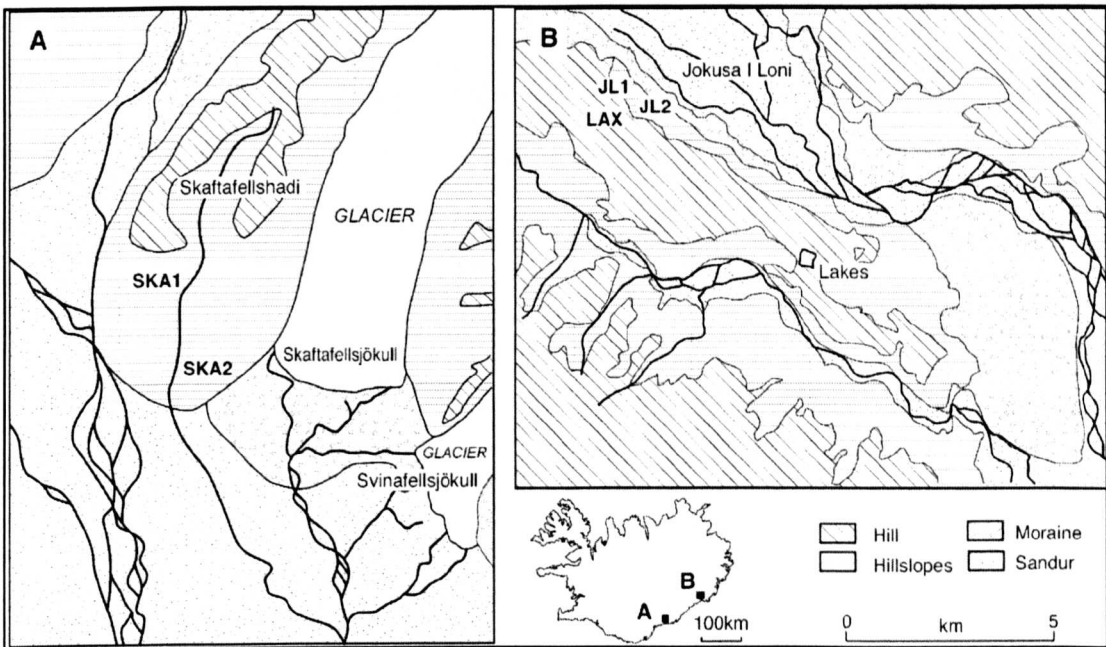 A
Skaftafellshadi
GLACIER
SKA1
SKA2
Skaftafellsjökull
GLACIER
Svinafellsjökull
B
Jokusa I Loni
JL1
JL2
LAX
Lakes
A
B
100km
Hill
Moraine
Hillslopes
Sandur
0 km 5